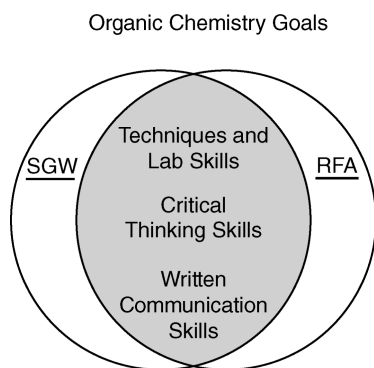 Organic Chemistry Goals
SGW
Techniques and
Lab Skills
Critical
Thinking Skills
Written
Communication
Skills
RFA